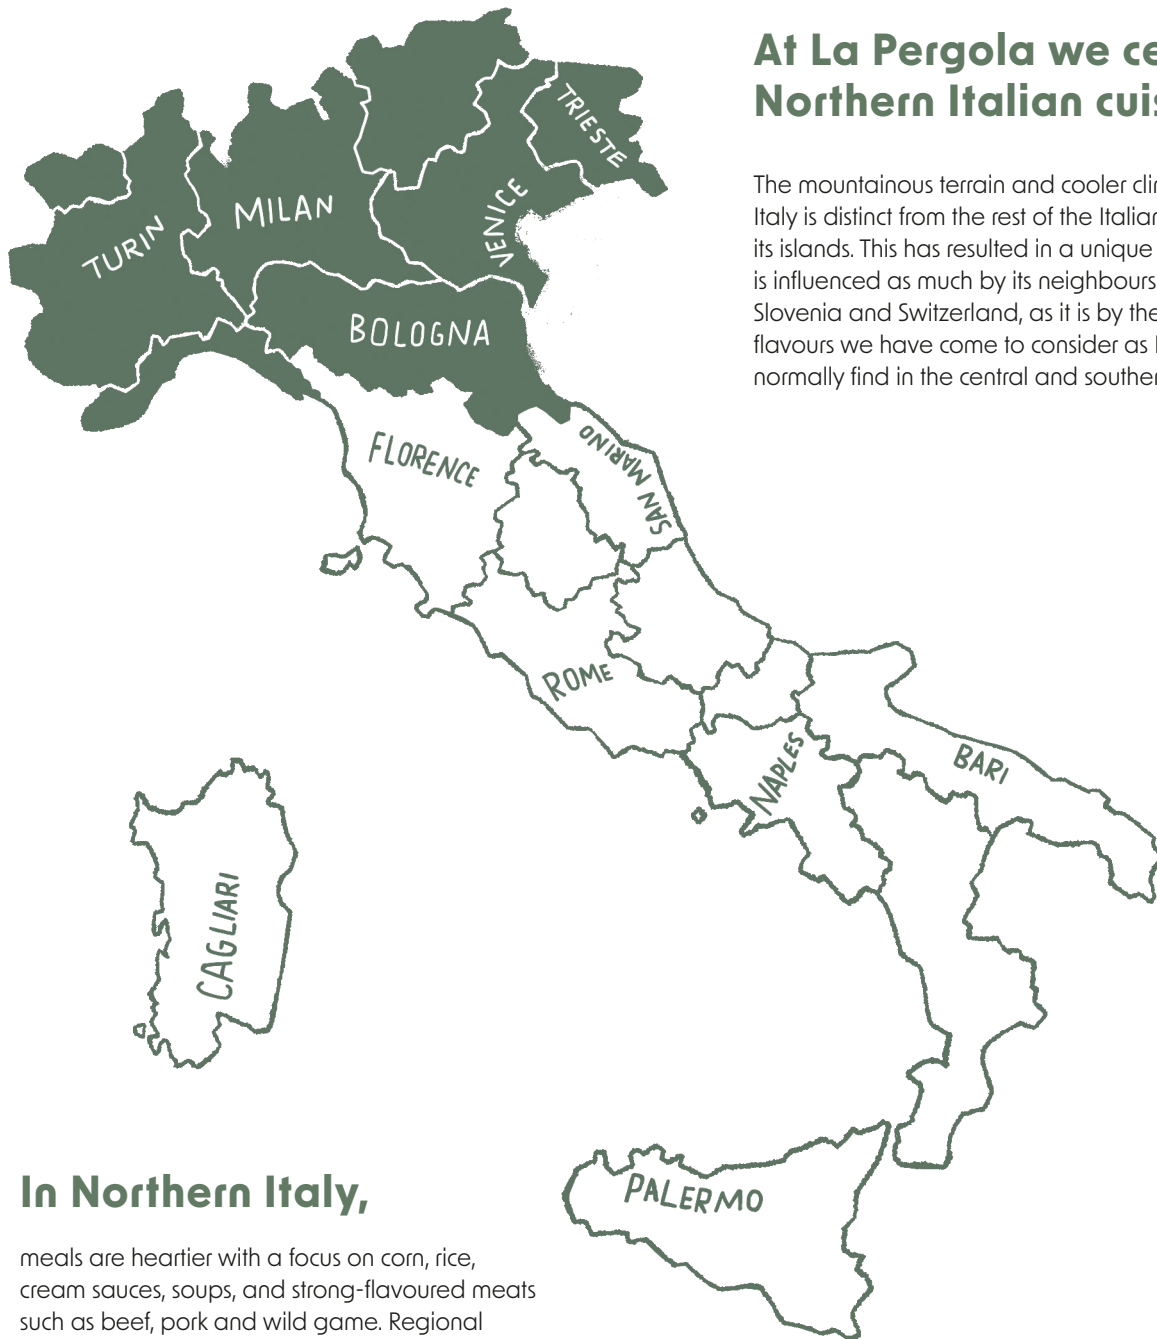 At La Pergola we ce
Northern Italian cuis
The mountainous terrain and cooler clin
Italy is distinct from the rest of the Italian
its islands. This has resulted in a unique
is influenced as much by its neighbours
Slovenia and Switzerland, as it is by the
flavours we have come to consider as
normally find in the central and souther
TRIESTE
MILAN
VENICE
TURIN
BOLOGNA
FLORENCE
SAN MARINO
ROME
NAPLES
BARI
CAGLIARI
PALERMO
In Northern Italy,
meals are heartier with a focus on corn, rice,
cream sauces, soups, and strong-flavoured meats
such as beef, pork and wild game. Regional